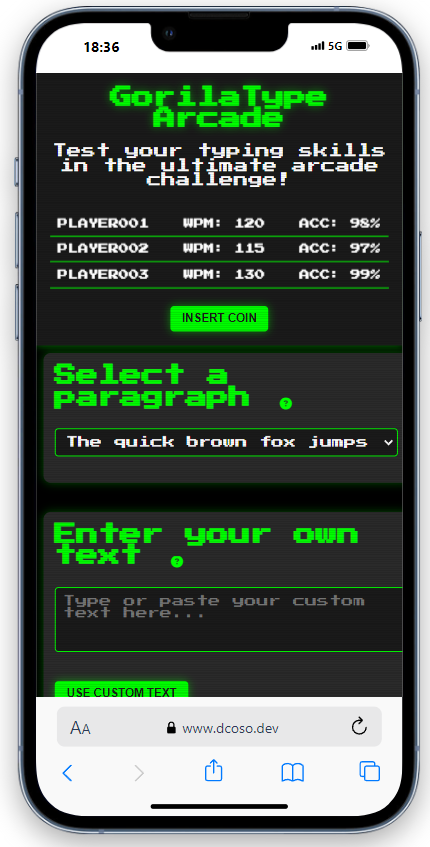 18:36
5G
GorilaType
Arcade
Test your typing skills
in the ultimate arcade
challenge!
PLAYER001 WPM: 120 ACC: 98%
PLAYER002 WPM: 115 ACC: 97%
PLAYER003 WPM: 130 ACC: 99%
INSERT COIN
Select a
paragraph ?
The quick brown fox jumps
Enter your own
text ?
Type or paste your custom
text here...
USE CUSTOM TEXT
AA www.dcoso.dev